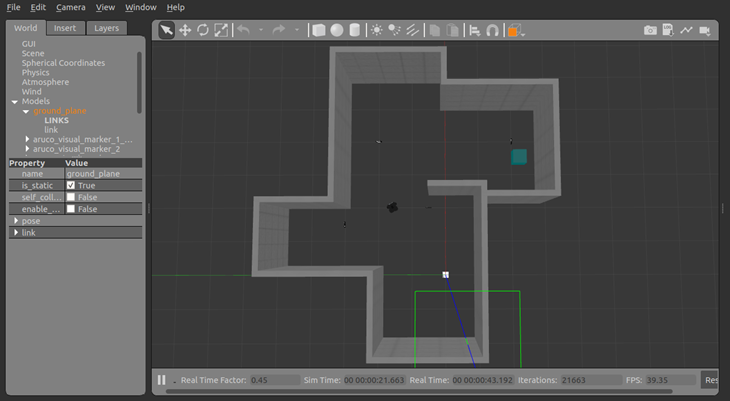 File Edit Camera View Window Help
World Insert Layers
GUI
Scene
Spherical Coordinates
Physics
Atmosphere
Wind
Models
ground_plane
LINKS
link
aruco_visual_marker_1_...
aruco_visual_marker_2
Property Value
name ground_plane
is_static True
self_coll... False
enable_... False
pose
link
Real Time Factor: 0.45 Sim Time: 00 00:00:21.663 Real Time: 00 00:00:43.192 Iterations: 21663 FPS: 39.35 Res